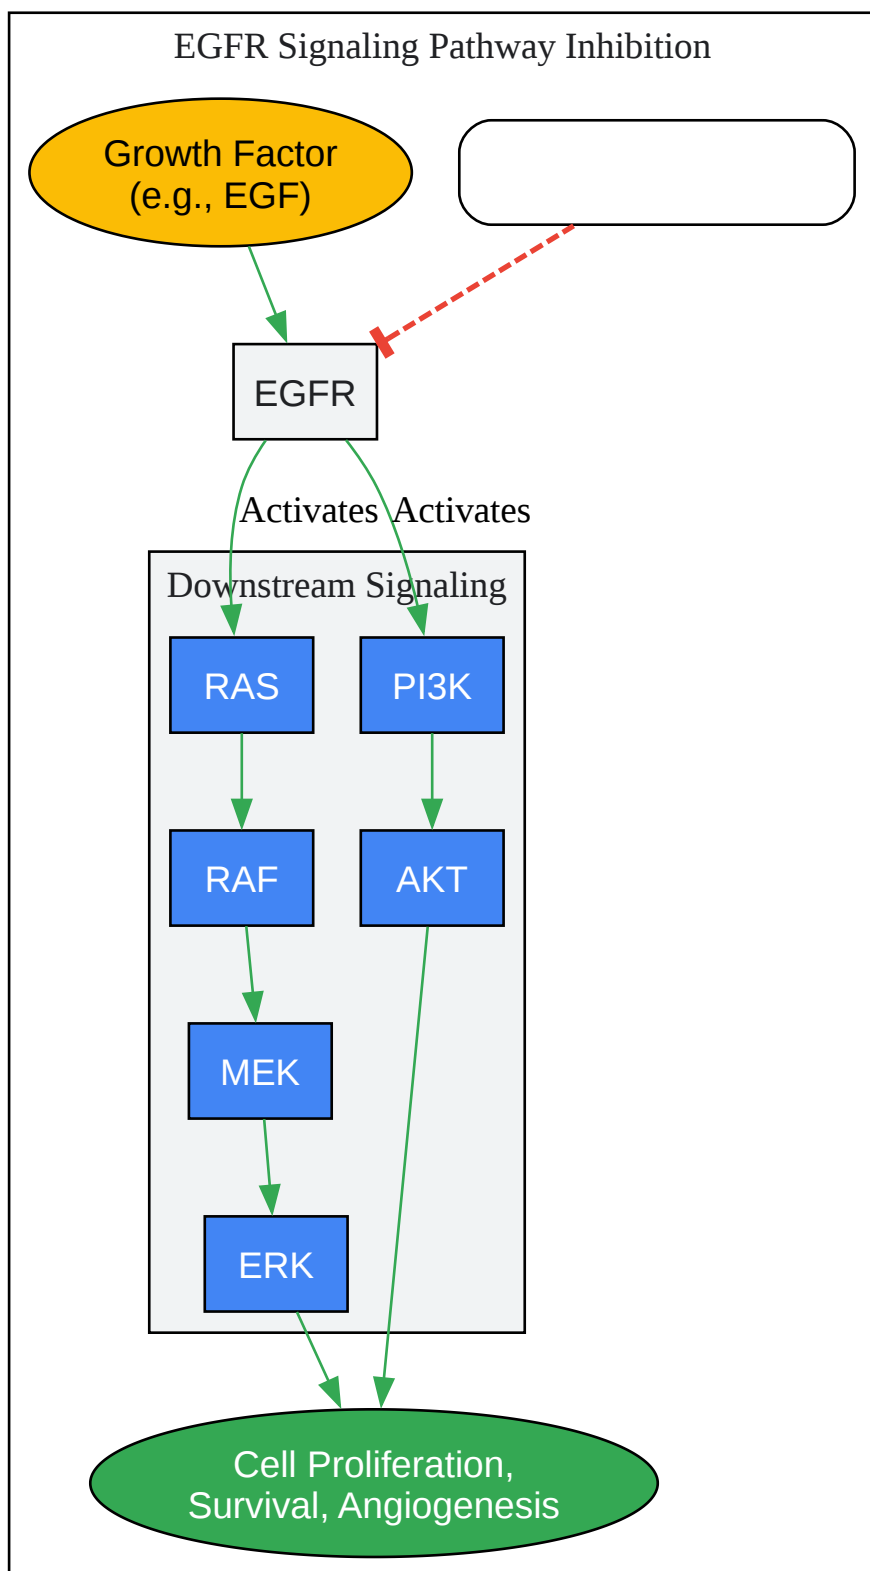 EGFR Signaling Pathway Inhibition
Growth Factor
(e.g., EGF)
EGFR
Activates
Activates
Downstream Signaling
RAS
PI3K
RAF
AKT
MEK
ERK
Cell Proliferation,
Survival, Angiogenesis